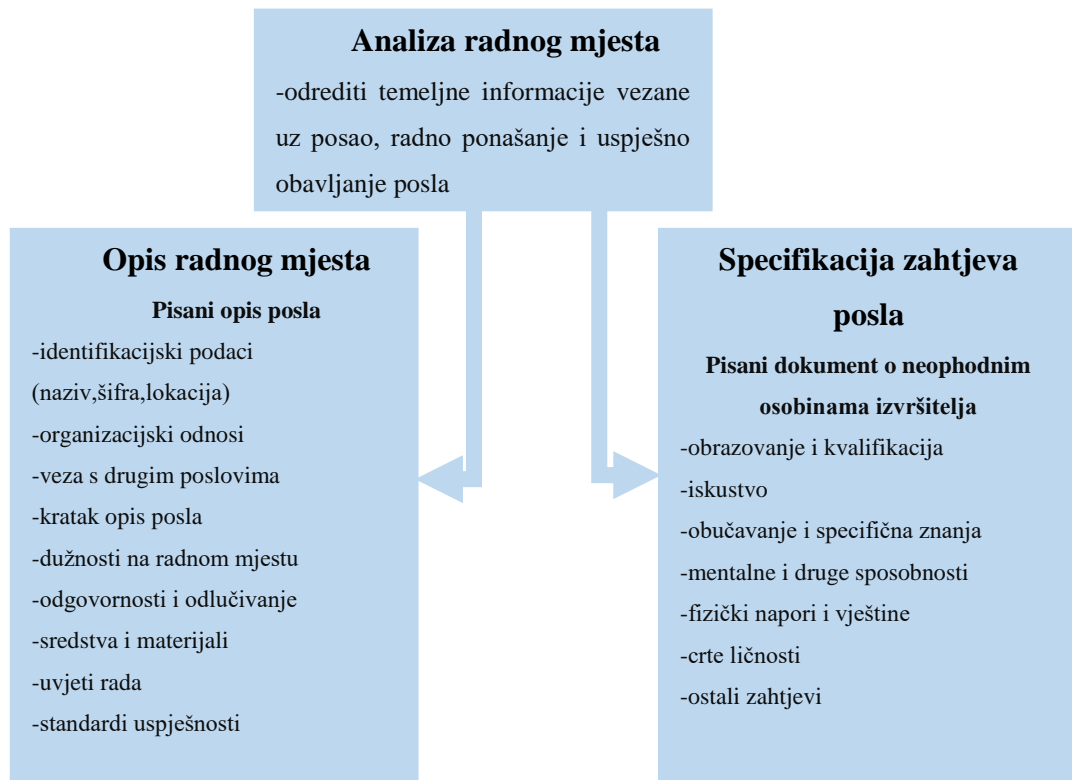 Analiza radnog mjesta
-odrediti temeljne informacije vezane
uz posao, radno ponašanje i uspješno
obavljanje posla
Opis radnog mjesta
Pisani opis posla
-identifikacijski podaci
(naziv,šifra,lokacija)
-organizacijski odnosi
-veza s drugim poslovima
-kratak opis posla
-dužnosti na radnom mjestu
-odgovornosti i odlučivanje
-sredstva i materijali
-uvjeti rada
-standardi uspješnosti
Specifikacija zahtjeva
posla
Pisani dokument o neophodnim
osobinama izvršitelja
-obrazovanje i kvalifikacija
-iskustvo
-obučavanje i specifična znanja
-mentalne i druge sposobnosti
-fizički napori i vještine
-crte ličnosti
-ostali zahtjevi